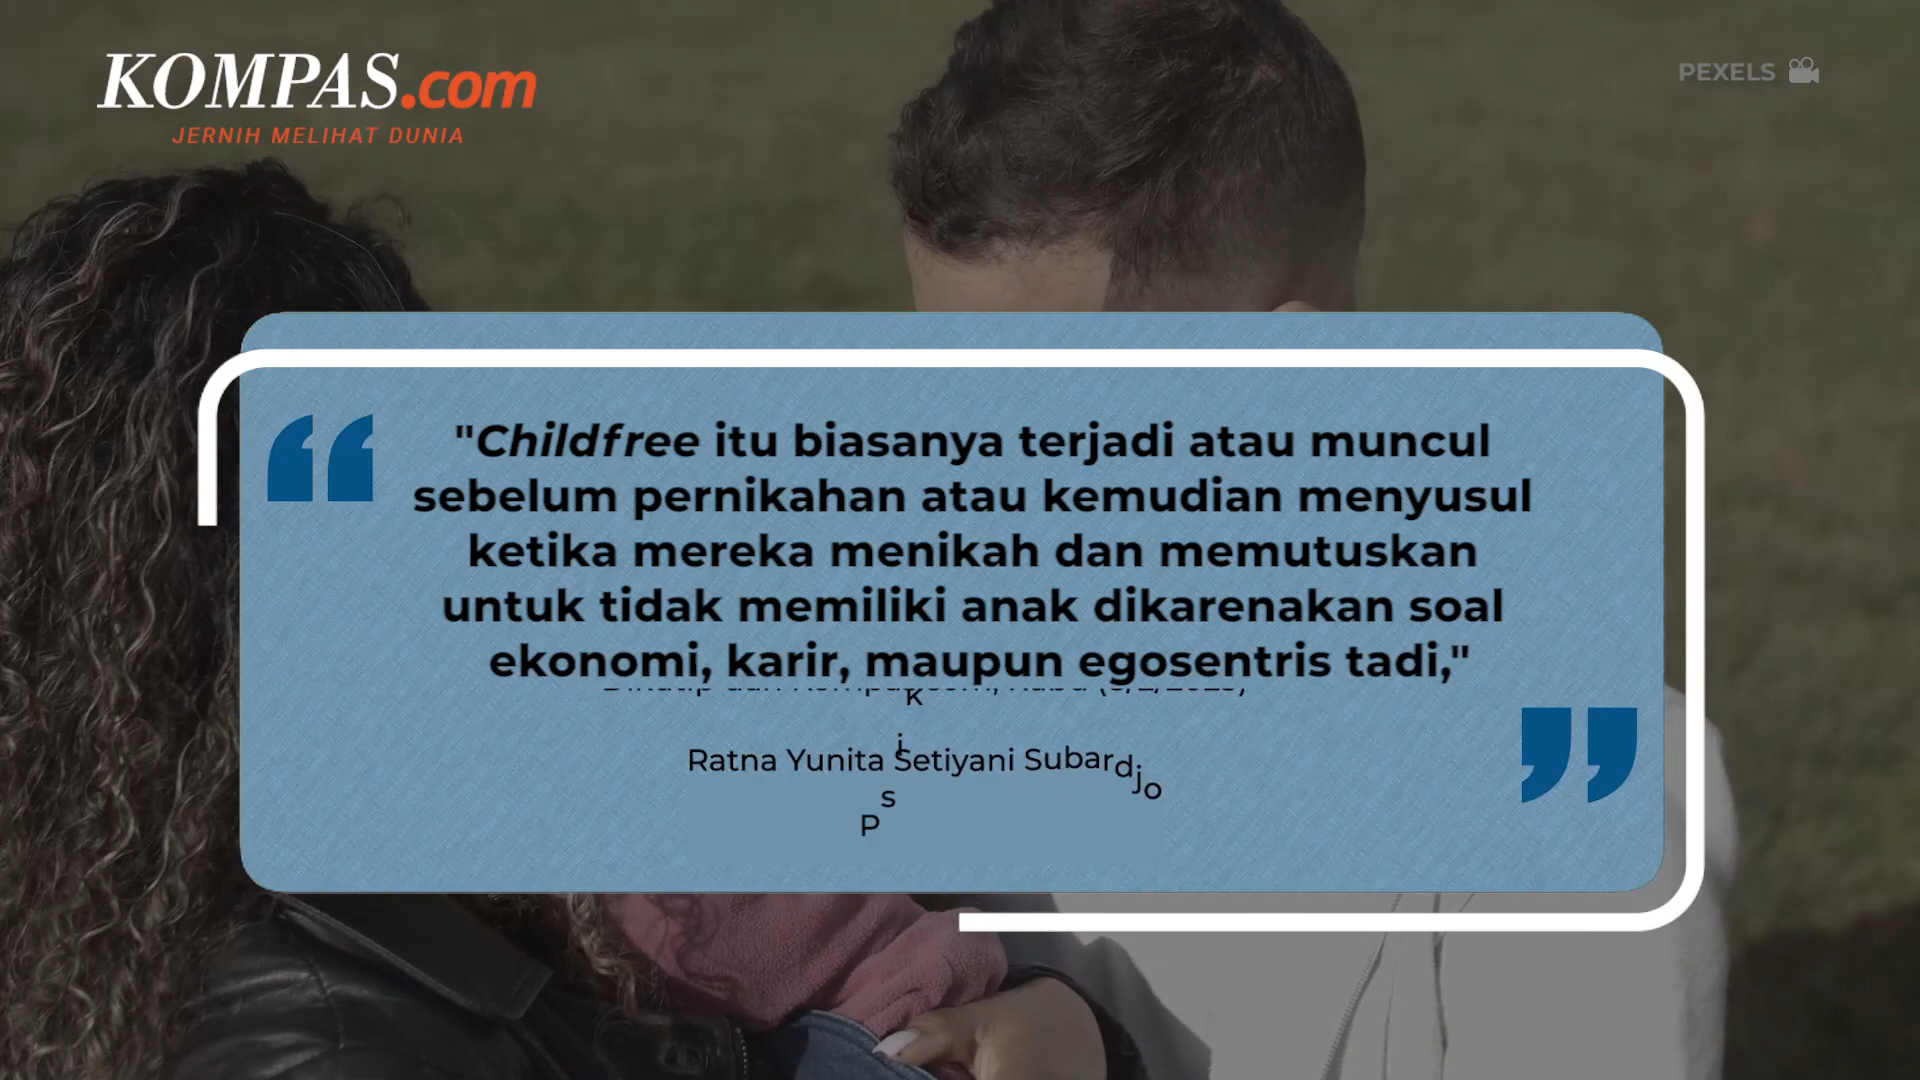 KOMPAS.com
JERNIH MELIHAT DUNIA
PEXELS
"Childfree itu biasanya terjadi atau muncul
sebelum pernikahan atau kemudian menyusul
ketika mereka menikah dan memutuskan
untuk tidak memiliki anak dikarenakan soal
ekonomi, karir, maupun egosentris tadi,"
k
i
Ratna Yunita Setiyani Subardjo
s
P